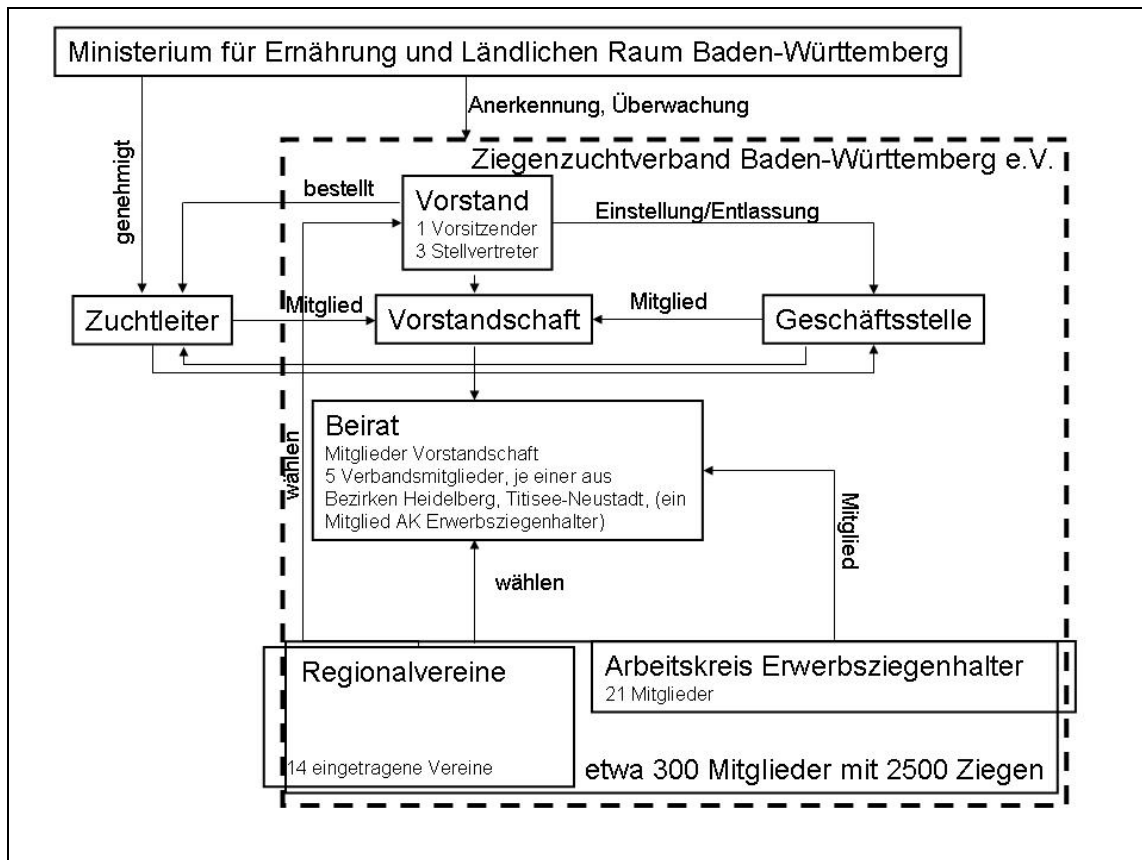 Ministerium für Ernährung und Ländlichen Raum Baden-Württemberg
Anerkennung, Überwachung
genehmigt
Ziegenzuchtverband Baden-Württemberg e.V.
bestellt
Vorstand
1 Vorsitzender
3 Stellvertreter
Einstellung/Entlassung
Zuchtleiter
Mitglied
Vorstandschaft
Mitglied
Geschäftsstelle
wählen
Beirat
Mitglieder Vorstandschaft
5 Verbandsmitglieder, je einer aus
Bezirken Heidelberg, Titisee-Neustadt, (ein
Mitglied AK Erwerbsziegenhalter)
Mitglied
wählen
Regionalvereine
14 eingetragene Vereine
Arbeitskreis Erwerbsziegenhalter
21 Mitglieder
etwa 300 Mitglieder mit 2500 Ziegen